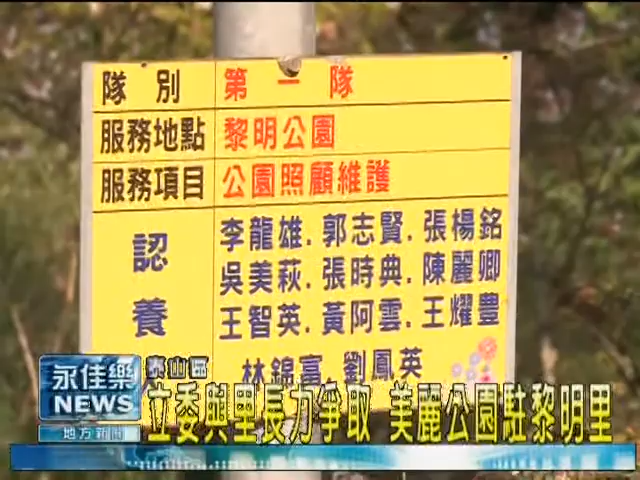 隊別 第一隊
服務地點 黎明公園
服務項目 公園照顧維護
認養
李龍雄.郭志賢.張楊銘
吳美萩.張時典.陳麗卿
王智英.黃阿雲.王耀豊
林錦富.劉鳳英
永佳樂
NEWS
地方新聞
泰山區
立委與里長力爭取 美麗公園駐黎明里